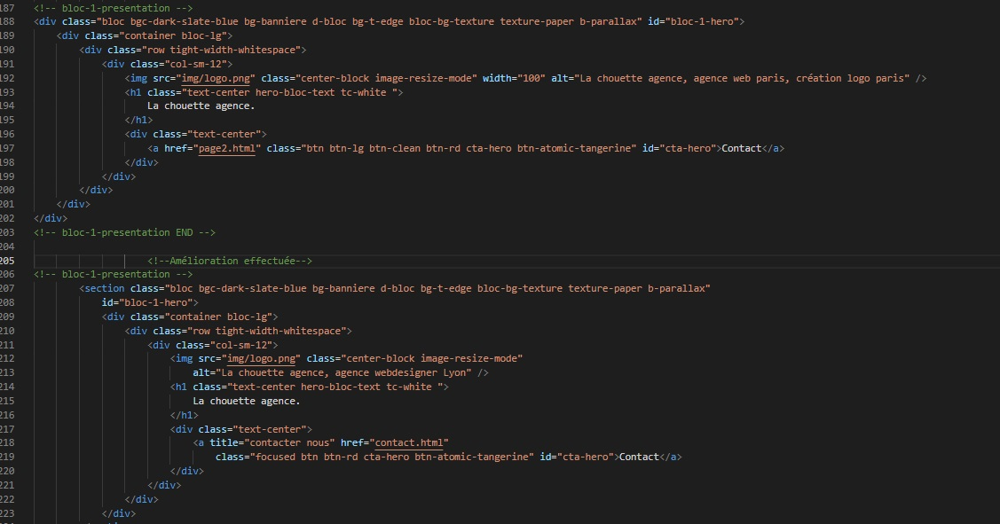 187 <!-- bloc-1-presentation -->
188 <div class="bloc bgc-dark-slate-blue bg-banniere d-bloc bg-t-edge bloc-bg-texture texture-paper b-parallax" id="bloc-1-hero">
189 <div class="container bloc-lg">
190 <div class="row tight-width-whitespace">
191 <div class="col-sm-12">
192 <img src="img/logo.png" class="center-block image-resize-mode" width="100" alt="La chouette agence, agence web paris, création logo paris" />
193 <h1 class="text-center hero-bloc-text tc-white ">
194 La chouette agence.
195 </h1>
196 <div class="text-center">
197 <a href="page2.html" class="btn btn-lg btn-clean btn-rd cta-hero btn-atomic-tangerine" id="cta-hero">Contact</a>
198 </div>
199 </div>
200 </div>
201 </div>
202 </div>
203 <!-- bloc-1-presentation END -->
204
205 <!--Amélioration effectuée-->
206 <!-- bloc-1-presentation -->
207 <section class="bloc bgc-dark-slate-blue bg-banniere d-bloc bg-t-edge bloc-bg-texture texture-paper b-parallax"
208 id="bloc-1-hero">
209 <div class="container bloc-lg">
210 <div class="row tight-width-whitespace">
211 <div class="col-sm-12">
212 <img src="img/logo.png" class="center-block image-resize-mode"
213 alt="La chouette agence, agence webdesigner Lyon" />
214 <h1 class="text-center hero-bloc-text tc-white ">
215 La chouette agence.
216 </h1>
217 <div class="text-center">
218 <a title="contacter nous" href="contact.html"
219 class="focused btn btn-rd cta-hero btn-atomic-tangerine" id="cta-hero">Contact</a>
220 </div>
221 </div>
222 </div>
223 </div>